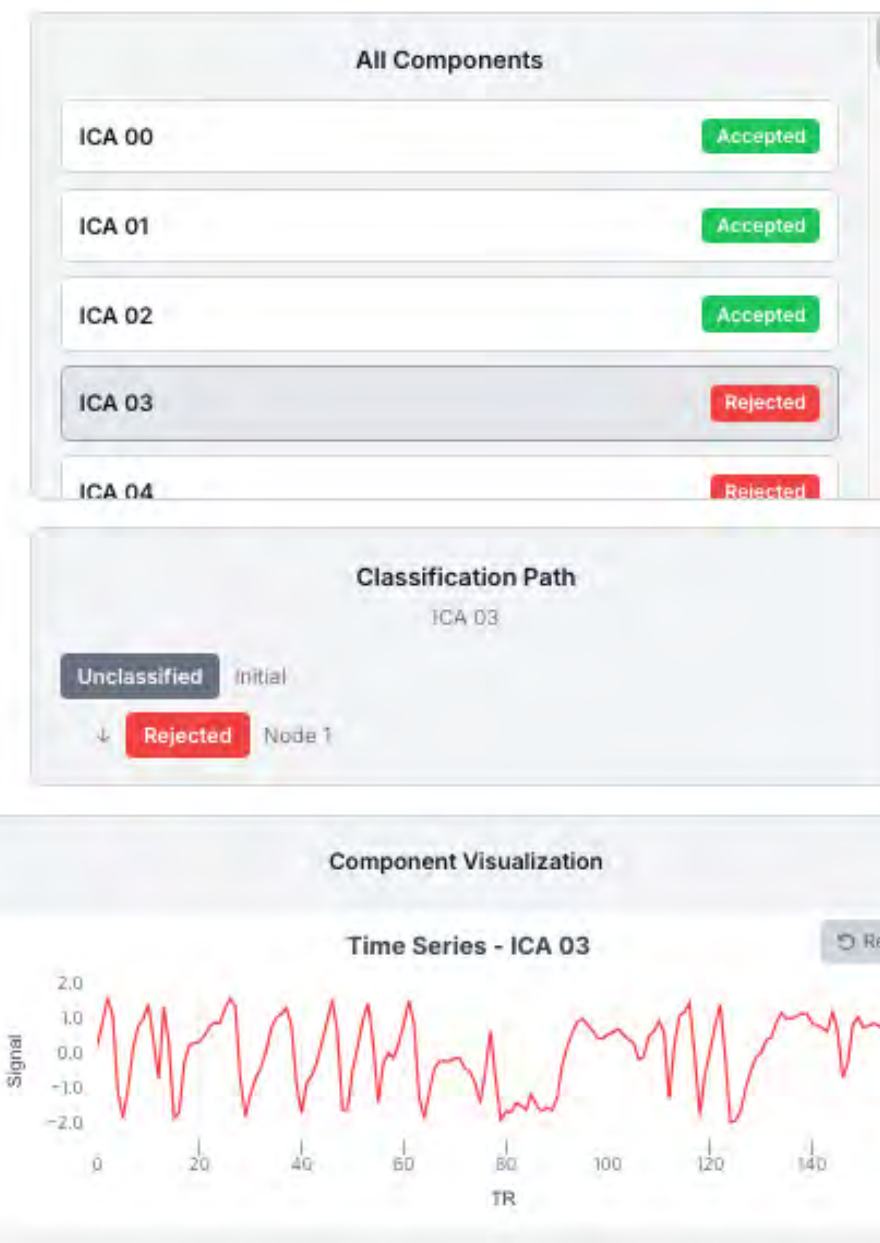 All Components
ICA 00 Accepted
ICA 01 Accepted
ICA 02 Accepted
ICA 03 Rejected
ICA 04 Rejected
Classification Path
ICA 03
Unclassified Initial
↓ Rejected Node 1
Component Visualization
Time Series - ICA 03
Re
2.0
1.0
0.0
−1.0
−2.0
Signal
0 20 40 60 80 100 120 140
TR